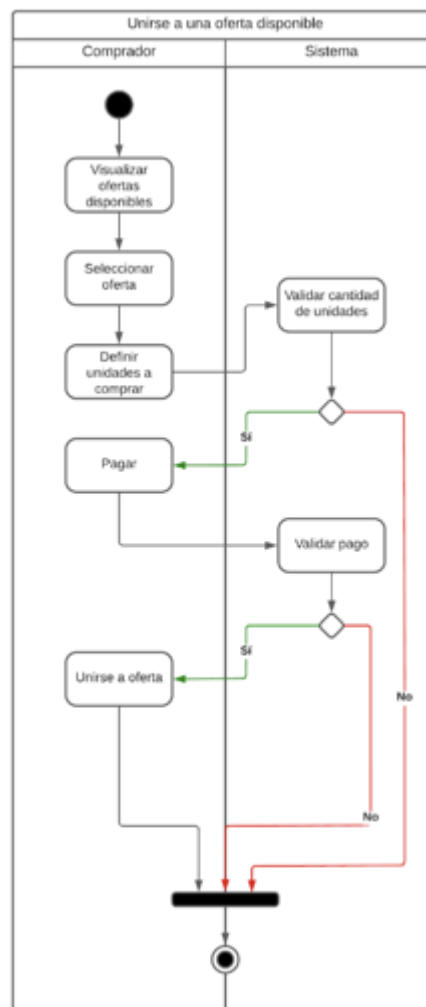 Unirse a una oferta disponible
Comprador
Sistema
Visualizar
ofertas
disponibles
Seleccionar
oferta
Validar cantidad
de unidades
Definir
unidades a
comprar
Sí
Pagar
Validar pago
Sí
Unirse a oferta
No
No